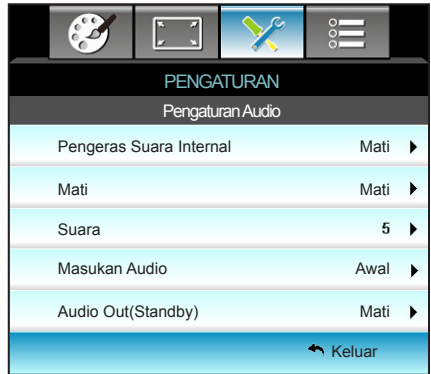 PENGATURAN
Pengaturan Audio
Pengeras Suara Internal Mati
Mati Mati
Suara 5
Masukan Audio Awal
Audio Out(Standby) Mati
Keluar